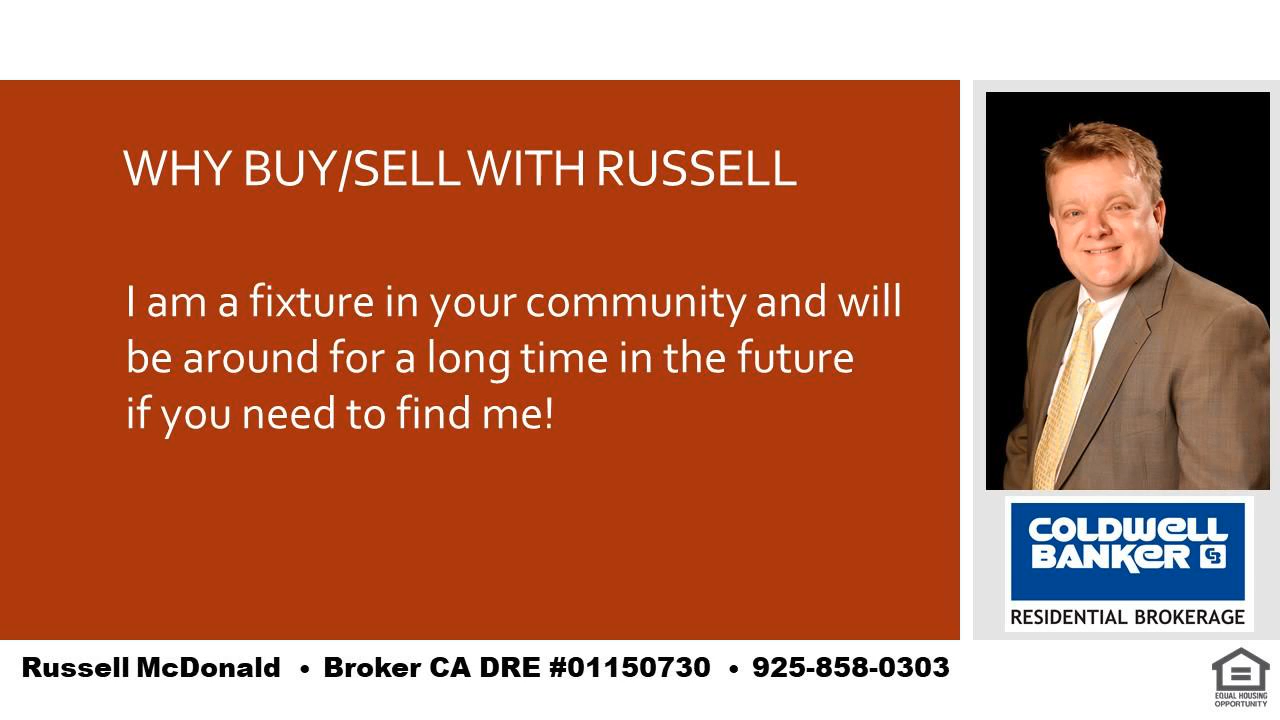 WHY BUY/SELL WITH RUSSELL
I am a fixture in your community and will
be around for a long time in the future
if you need to find me!
COLDWELL
BANKER CB
RESIDENTIAL BROKERAGE
Russell McDonald • Broker CA DRE #01150730 • 925-858-0303
EQUAL HOUSING
OPPORTUNITY